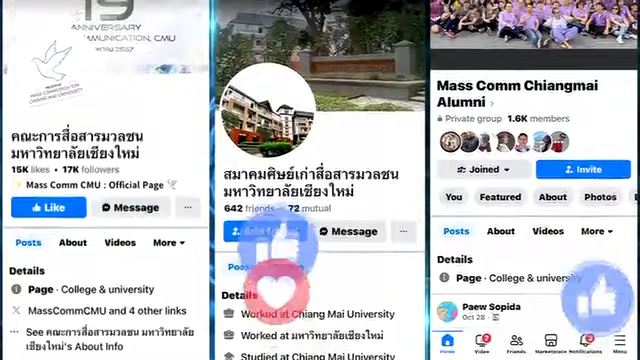 19
ANNIVERSARY
COMMUNICATION, CMU
MASS COMMUNICATION
CHIANG MAI UNIVERSITY
คณะการสื่อสารมวลชน
มหาวิทยาลัยเชียงใหม่
15K likes • 17K followers
Mass Comm CMU : Official Page
Like
Message
...
Posts
About
Videos
More
Details
Page · College & university
MassCommCMU and 4 other links
... See คณะการสื่อสารมวลชน มหาวิทยาลัย
เชียงใหม่'s About Info
สมาคมศิษย์เก่าสื่อสารมวลชน
มหาวิทยาลัยเชียงใหม่
642 friends • 72 mutual
Message
...
Details
Worked at Chiang Mai University
Worked at มหาวิทยาลัยเชียงใหม่
Studied at Chiang Mai University
Mass Comm Chiangmai
Alumni >
Private group · 1.6K members
Joined
Invite
You
Featured
About
Photos
Posts
About
Videos
More
Details
Page · College & university
Paew Sopida
Oct 28
Home
Video
7
Friends
Marketplace
Notifications
3
Menu